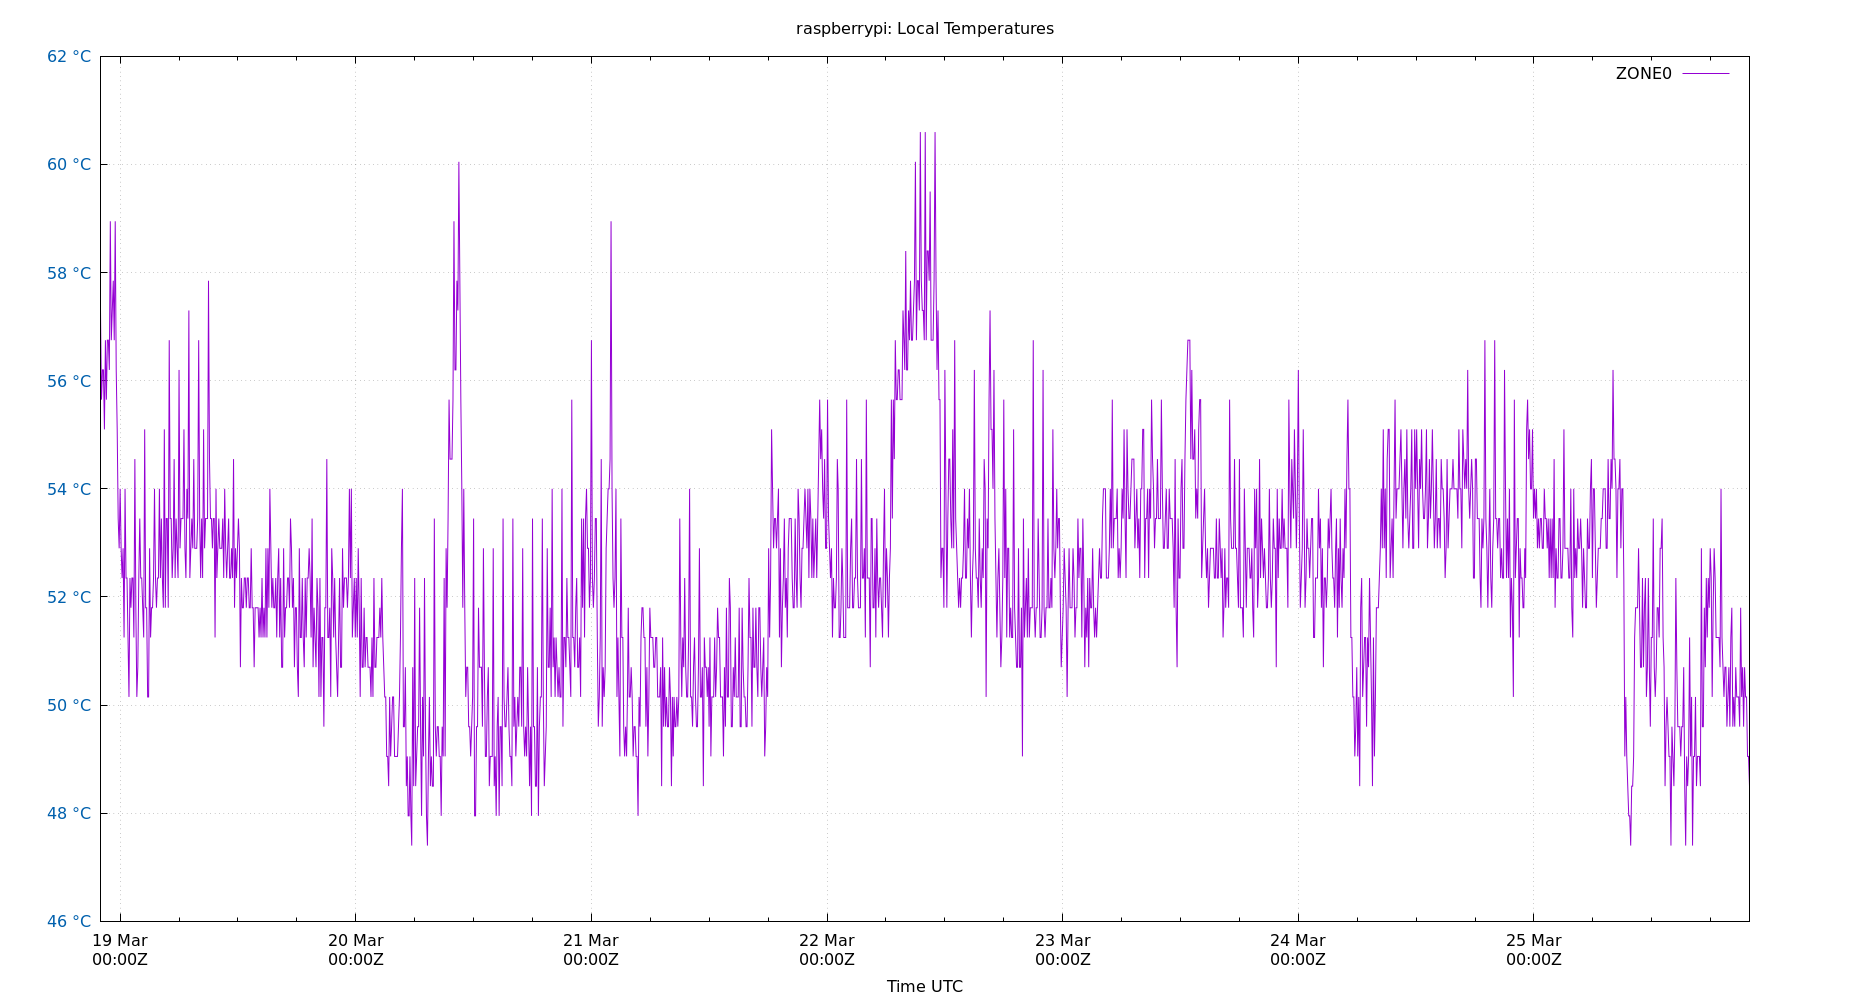 raspberrypi: Local Temperatures
62 °C
ZONE0
60 °C
58 °C
56 °C
54 °C
52 °C
50 °C
48 °C
46 °C
19 Mar 20 Mar 21 Mar 22 Mar 23 Mar 24 Mar 25 Mar
00:00Z 00:00Z 00:00Z 00:00Z 00:00Z 00:00Z 00:00Z
Time UTC